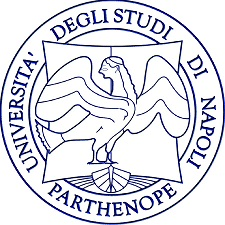 UNIVERSITA' DEGLI STUDI DI NAPOLI
PARTHENOPE